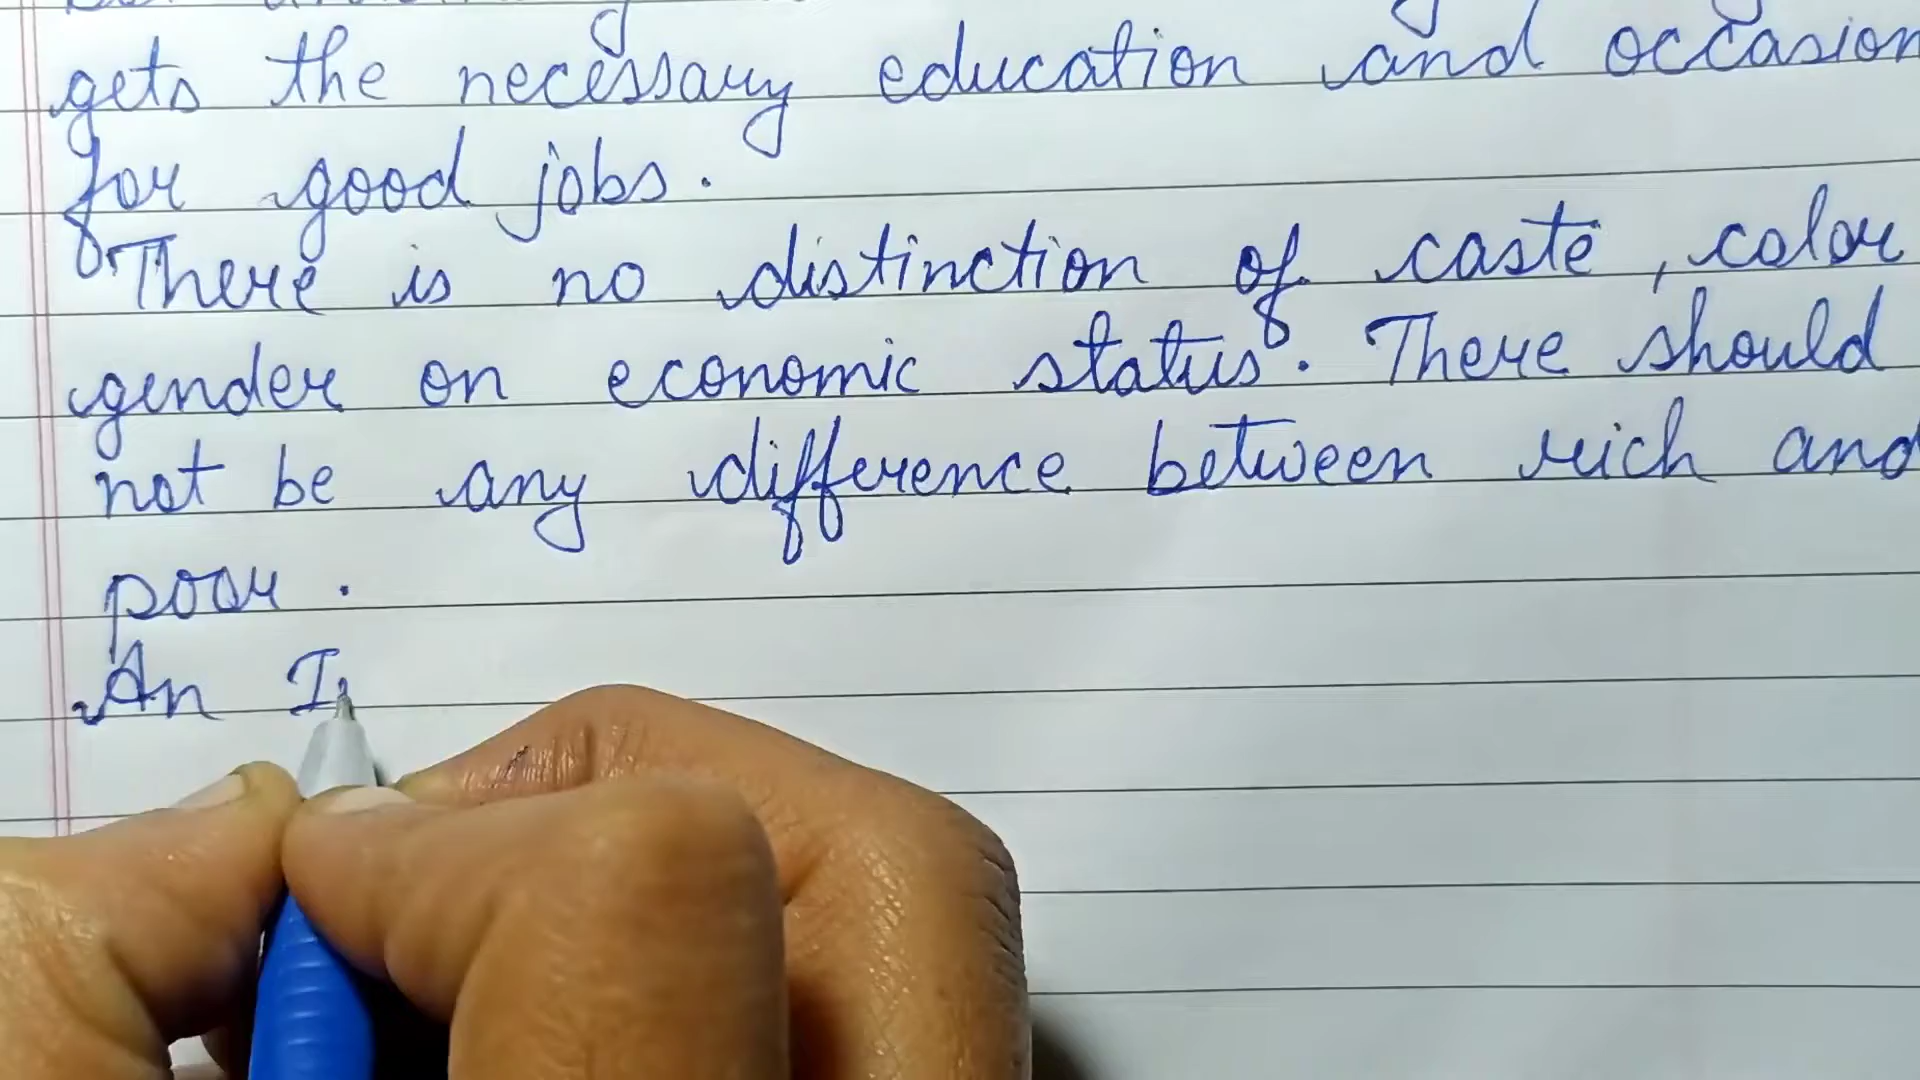 gets the necessary education and occasion
for good jobs.
There is no distinction of caste, color
gender or economic status. There should
not be any difference between rich and
poor.
An I